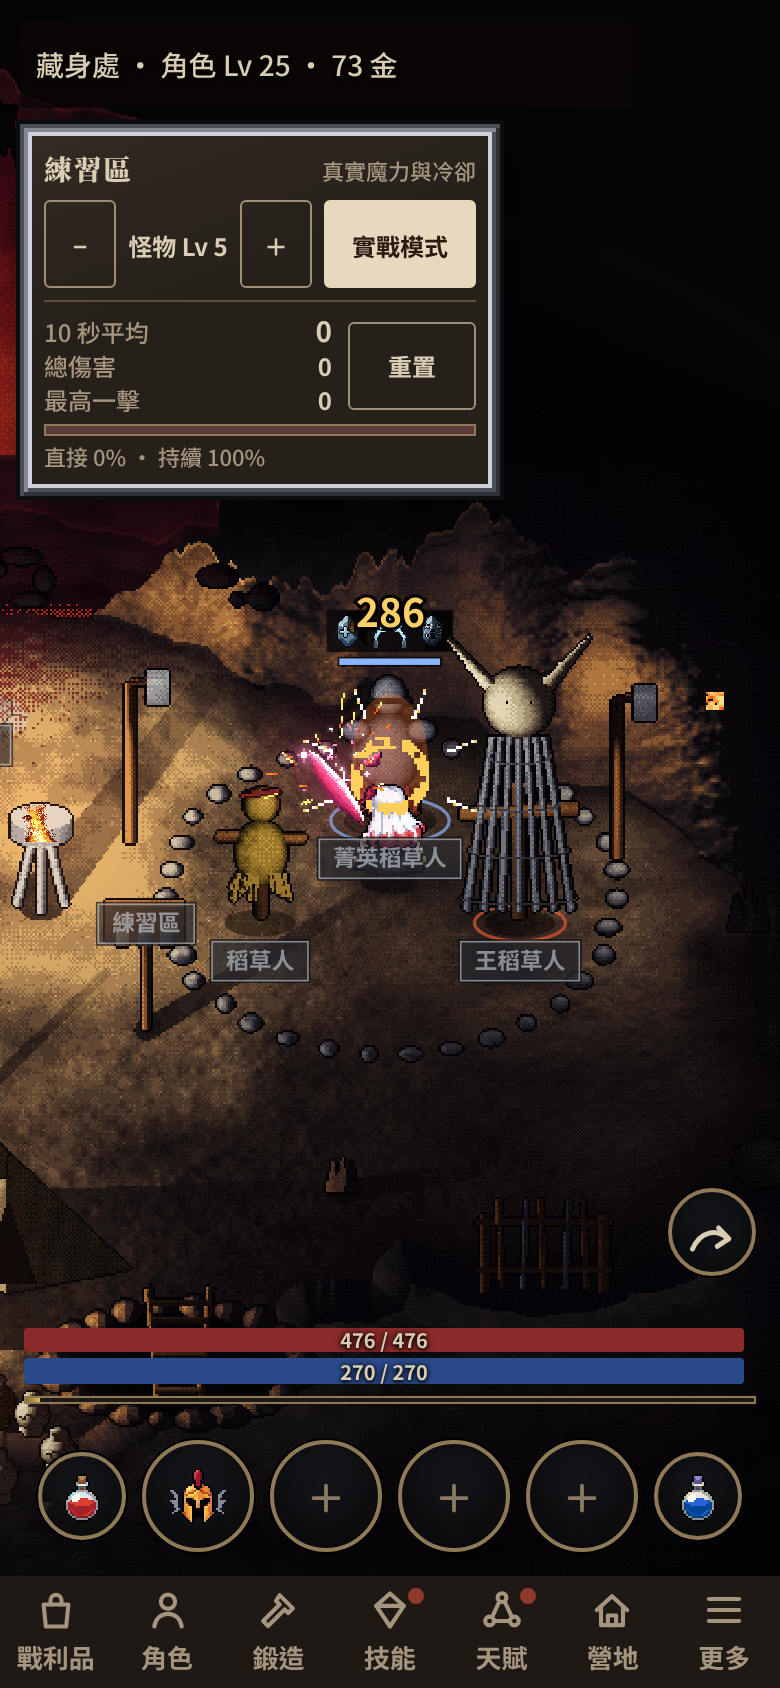 藏身處 • 角色 Lv 25 • 73 金
練習區 真實魔力與冷卻
− 怪物 Lv 5 + 實戰模式
10 秒平均 0
總傷害 0
最高一擊 0
重置
直接 0% • 持續 100%
286
菁英稻草人
練習區
稻草人
王稻草人
476 / 476
270 / 270
戰利品 角色 鍛造 技能 天賦 營地 更多